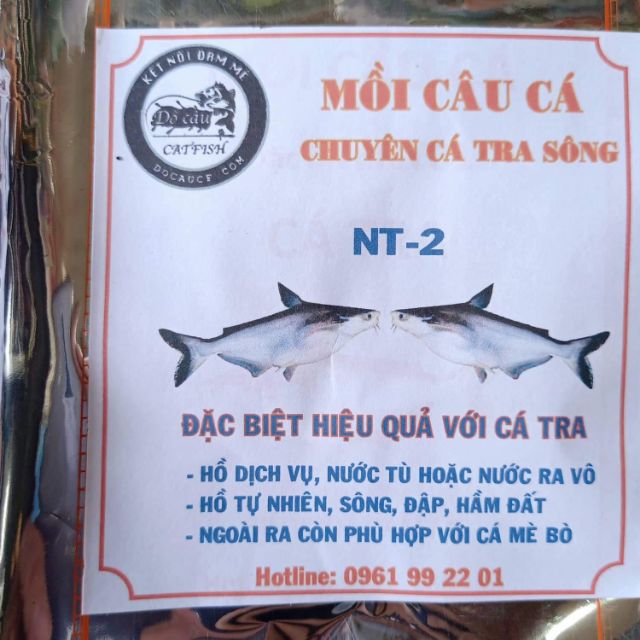 KẾT NỐI ĐAM MÊ
Đồ câu
CATFISH
DOCAUCF.COM
MỒI CÂU CÁ
CHUYÊN CÁ TRA SÔNG
NT-2
ĐẶC BIỆT HIỆU QUẢ VỚI CÁ TRA
- HỒ DỊCH VỤ, NƯỚC TÙ HOẶC NƯỚC RA VÔ
- HỒ TỰ NHIÊN, SÔNG, ĐẬP, HẦM ĐẤT
- NGOÀI RA CÒN PHÙ HỢP VỚI CÁ MÈ BÒ
Hotline: 0961 99 22 01